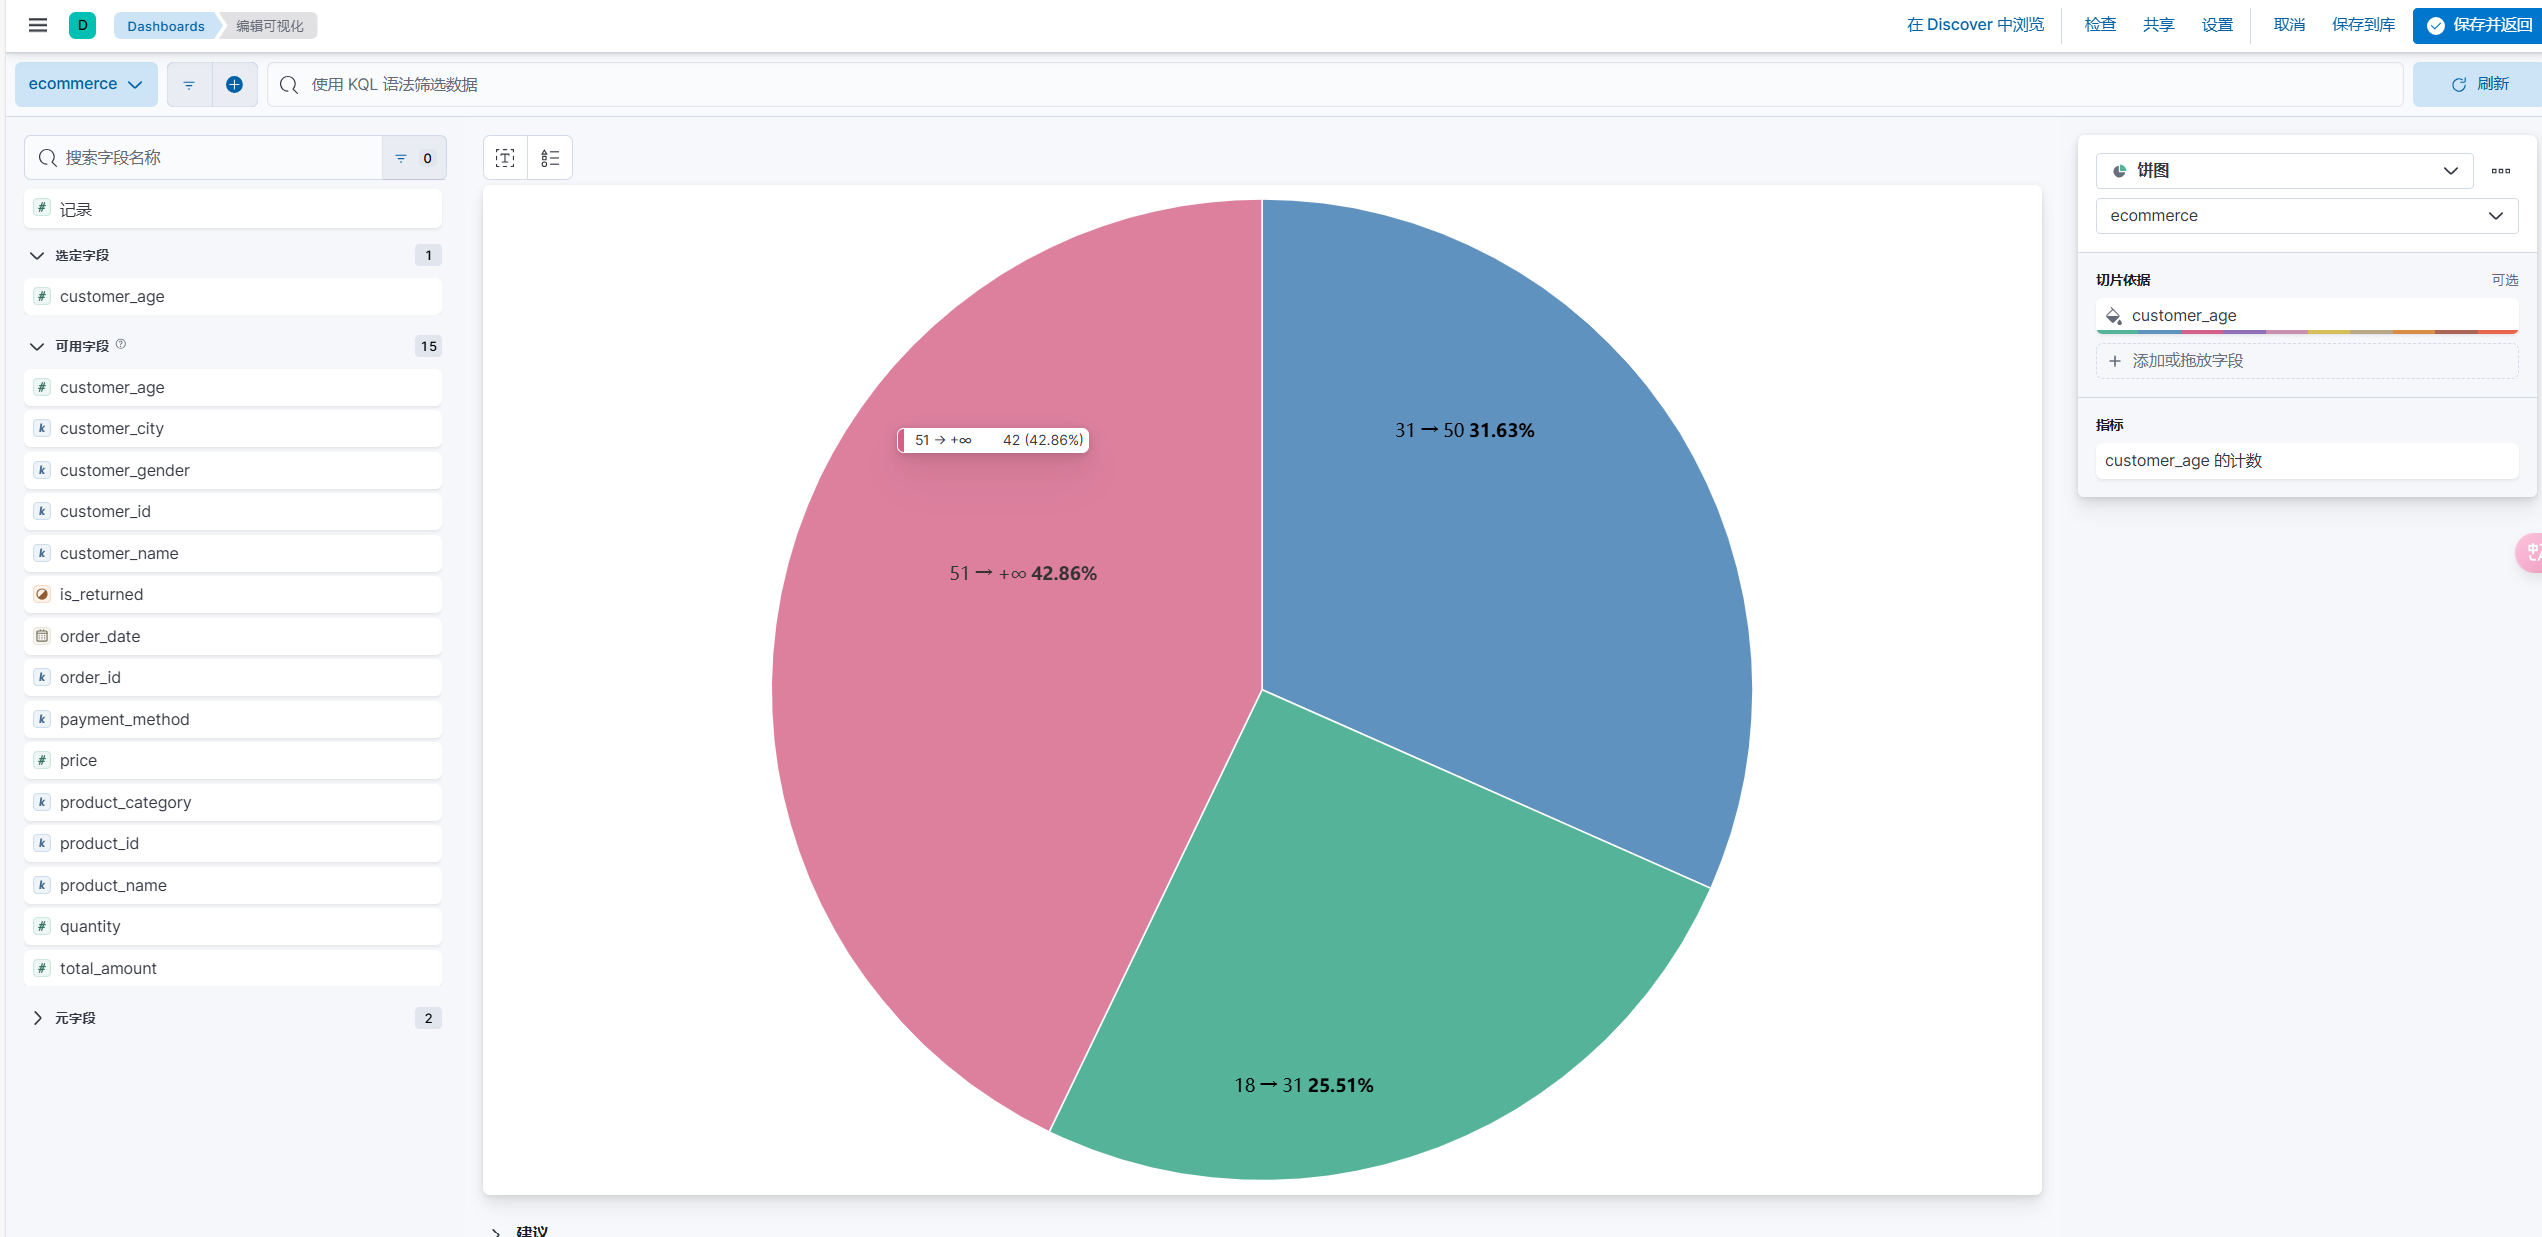 D Dashboards 编辑可视化 在 Discover 中浏览 检查 共享 设置 取消 保存到库 保存并返回
ecommerce 使用 KQL 语法筛选数据 刷新
搜索字段名称 0
记录
选定字段 1
customer_age
可用字段 15
customer_age
customer_city
customer_gender
customer_id
customer_name
is_returned
order_date
order_id
payment_method
price
product_category
product_id
product_name
quantity
total_amount
元字段 2
51 → +∞ 42 (42.86%)
31 → 50 31.63%
51 → +∞ 42.86%
18 → 31 25.51%
建议
饼图
ecommerce
切片依据 可选
customer_age
添加或拖放字段
指标
customer_age 的计数